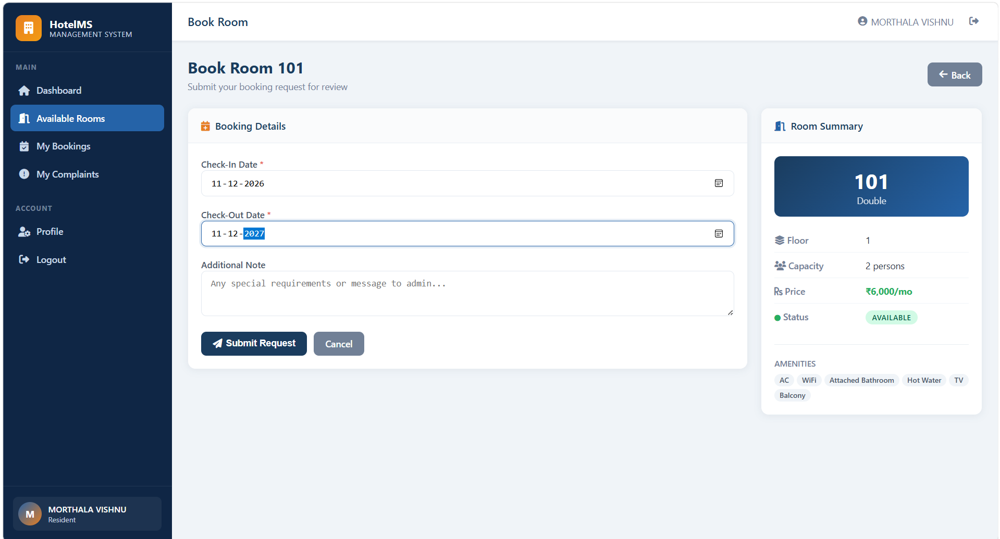 HotelMS
MANAGEMENT SYSTEM
MAIN
Dashboard
Available Rooms
My Bookings
My Complaints
ACCOUNT
Profile
Logout
M
MORTHALA VISHNU
Resident
Book Room
MORTHALA VISHNU
Book Room 101
Submit your booking request for review
Back
Booking Details
Check-In Date *
11-12-2026
Check-Out Date *
11-12-2027
Additional Note
Any special requirements or message to admin...
Submit Request
Cancel
Room Summary
101
Double
Floor 1
Capacity 2 persons
Rs Price ₹6,000/mo
Status AVAILABLE
AMENITIES
AC WiFi Attached Bathroom Hot Water TV
Balcony